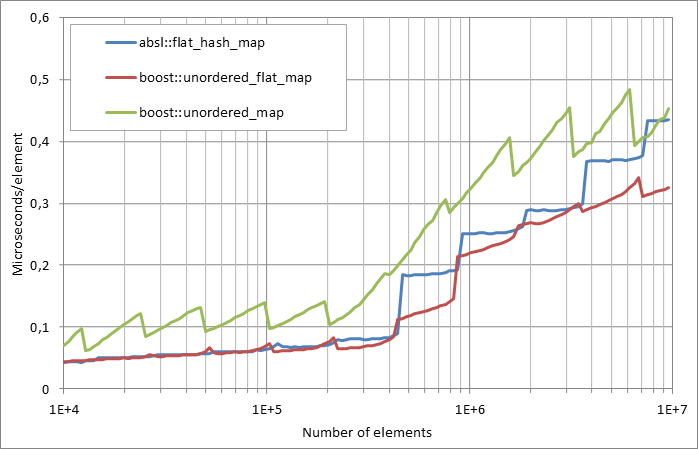 absl::flat_hash_map
boost::unordered_flat_map
boost::unordered_map
Microseconds/element
0,6
0,5
0,4
0,3
0,2
0,1
0
1E+4
1E+5
1E+6
1E+7
Number of elements